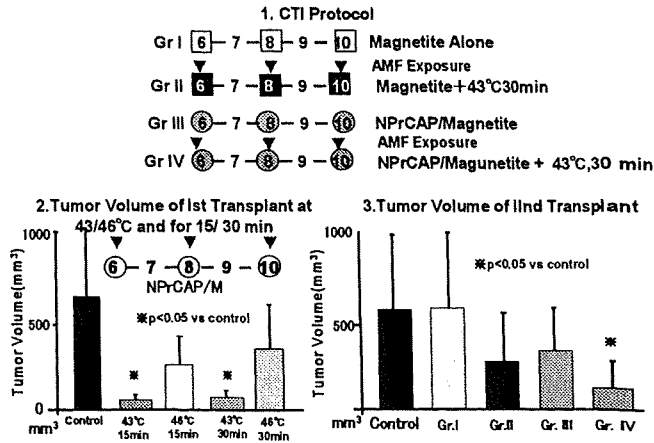 1. CTI Protocol
Gr I 6 – 7 – 8 – 9 – 10 Magnetite Alone
AMF Exposure
Gr II 6 – 7 – 8 – 9 – 10 Magnetite+43°C30min
Gr III 6 – 7 – 8 – 9 – 10 NPrCAP/Magnetite
AMF Exposure
Gr IV 6 – 7 – 8 – 9 – 10 NPrCAP/Magunetite + 43°C,30 min
2.Tumor Volume of Ist Transplant at
43/46°C and for 15/ 30 min
1000
500
0
Tumor Volume(mm³)
mm³
6 – 7 – 8 – 9 – 10
NPrCAP/M
※p<0.05 vs control
※
※
Control
43°C
15min
46°C
15min
43°C
30min
46°C
30min
3.Tumor Volume of IInd Transplant
1000
500
Tumor Volume(mm³)
mm³
※p<0.05 vs control
※
Control
Gr.I
Gr.II
Gr. III
Gr. IV